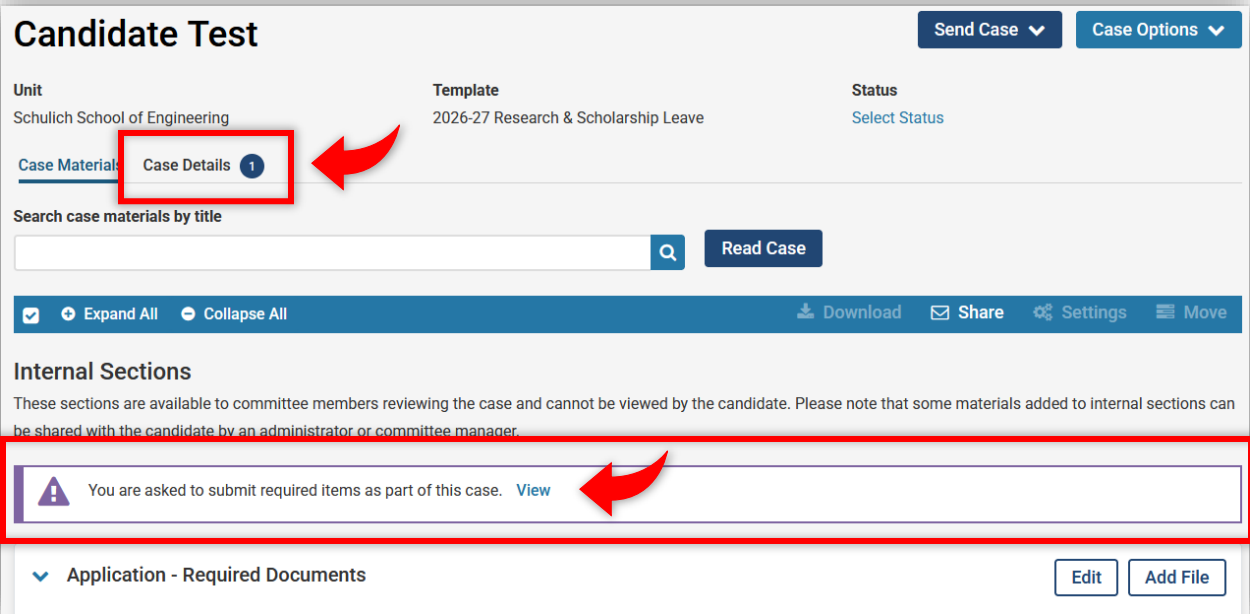 Candidate Test
Send Case
Case Options
Unit
Template
Status
Schulich School of Engineering
2026-27 Research & Scholarship Leave
Select Status
Case Materials
Case Details 1
Search case materials by title
Read Case
Expand All
Collapse All
Download
Share
Settings
Move
Internal Sections
These sections are available to committee members reviewing the case and cannot be viewed by the candidate. Please note that some materials added to internal sections can
be shared with the candidate by an administrator or committee manager.
You are asked to submit required items as part of this case. View
Application - Required Documents
Edit
Add File